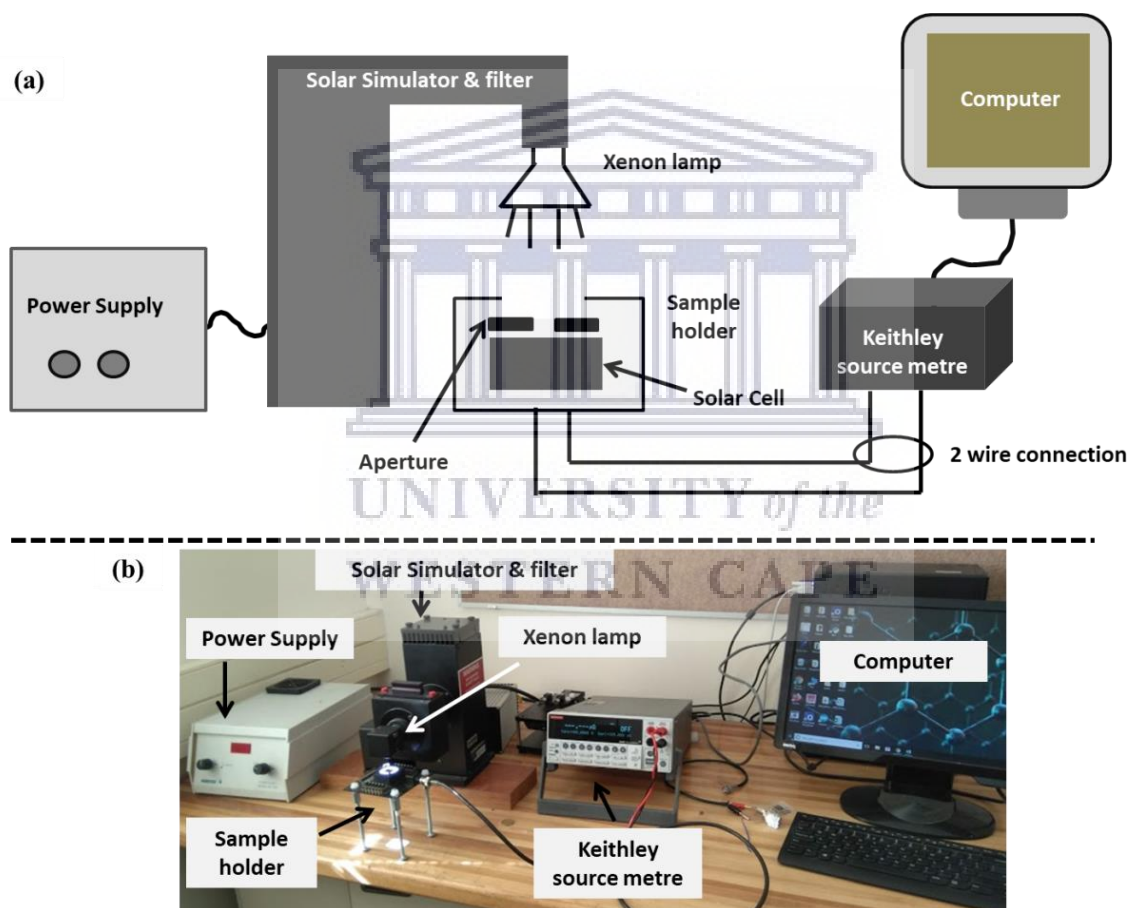 (a)
Solar Simulator & filter
Computer
Xenon lamp
Power Supply
Sample
holder
Keithley
source metre
Solar Cell
Aperture
2 wire connection
UNIVERSITY of the
(b)
Solar Simulator & filter
WESTERN CAPE
Power Supply
Xenon lamp
Computer
Sample
holder
Keithley
source metre